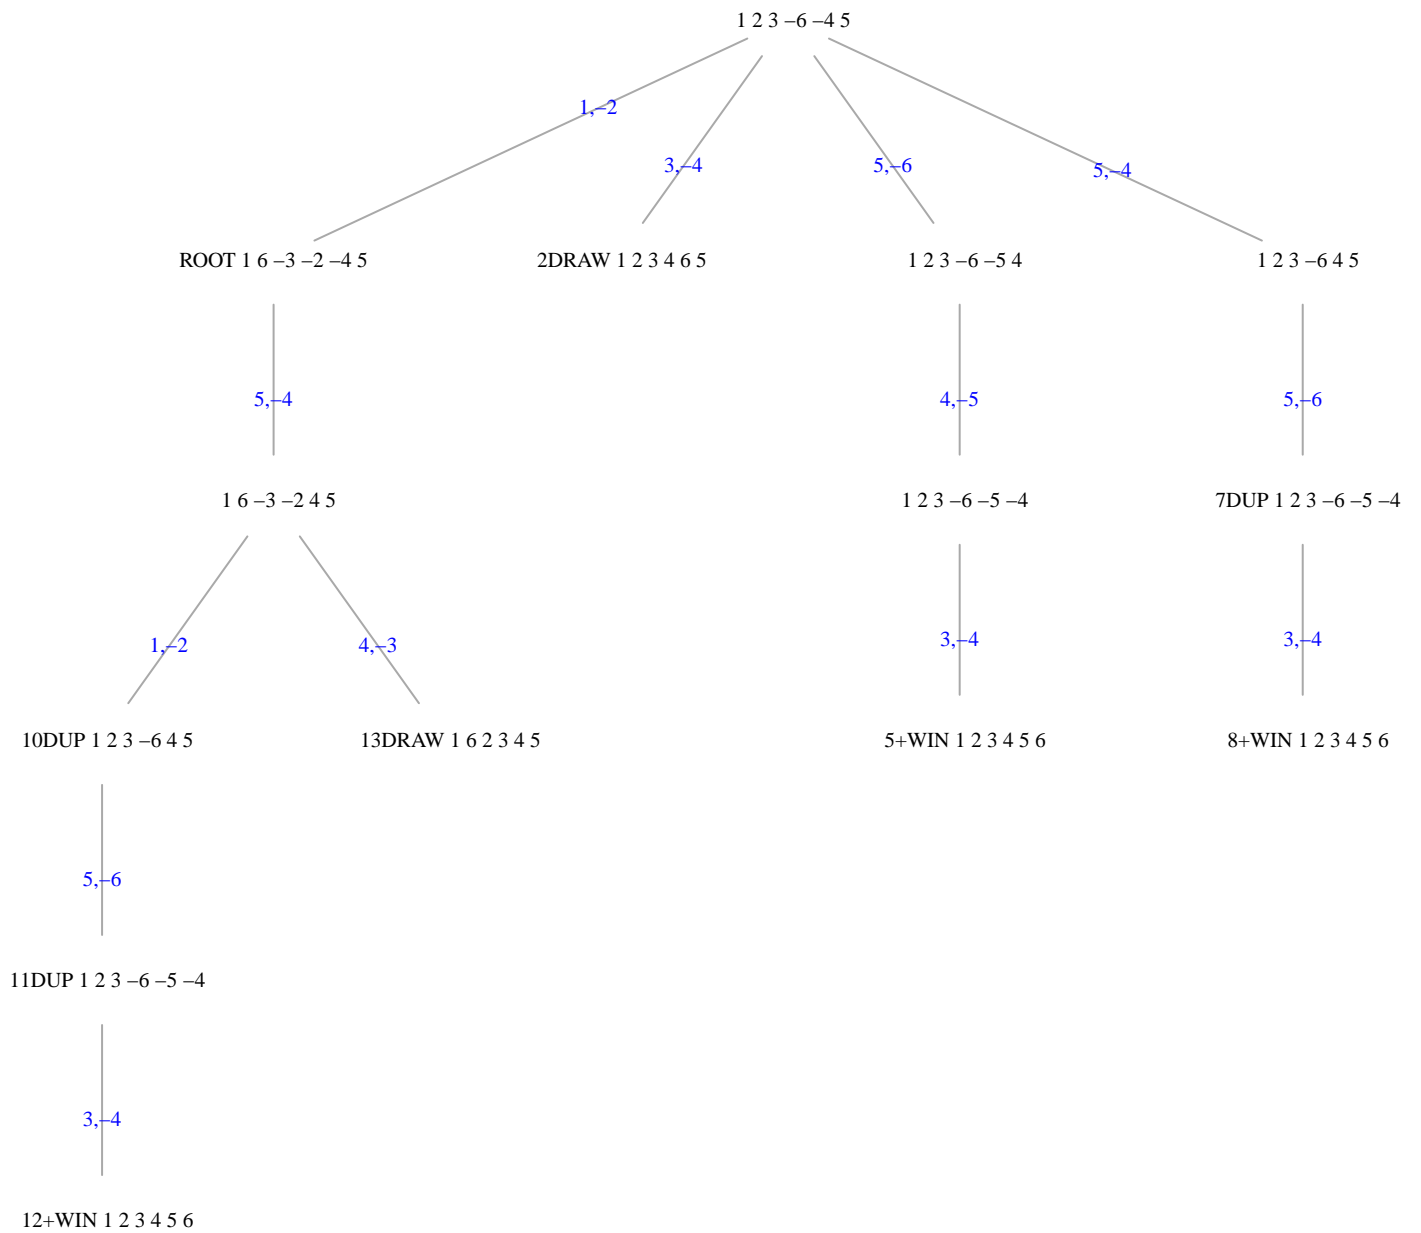 1 2 3 –6 –4 5
1,–2
3,–4
5,–6
5,–4
ROOT 1 6 –3 –2 –4 5
2DRAW 1 2 3 4 6 5
1 2 3 –6 –5 4
1 2 3 –6 4 5
5,–4
4,–5
5,–6
1 6 –3 –2 4 5
1 2 3 –6 –5 –4
7DUP 1 2 3 –6 –5 –4
1,–2
4,–3
3,–4
3,–4
10DUP 1 2 3 –6 4 5
13DRAW 1 6 2 3 4 5
5+WIN 1 2 3 4 5 6
8+WIN 1 2 3 4 5 6
5,–6
11DUP 1 2 3 –6 –5 –4
3,–4
12+WIN 1 2 3 4 5 6